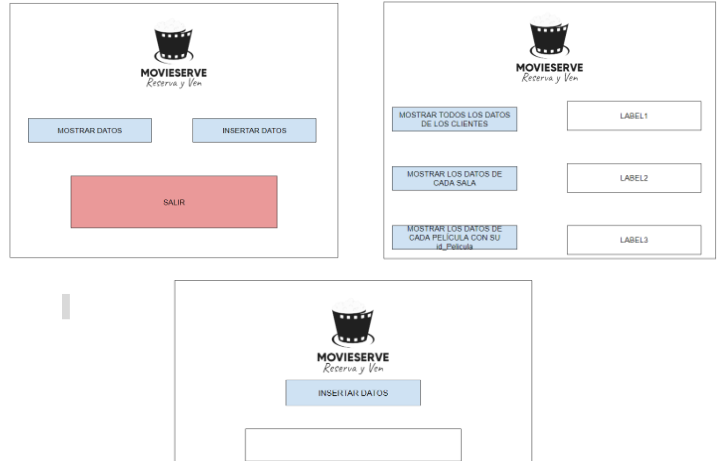 MOVIESERVE
Reserva y Ven
MOSTRAR DATOS
INSERTAR DATOS
SALIR
MOVIESERVE
Reserva y Ven
MOSTRAR TODOS LOS DATOS
DE LOS CLIENTES
LABEL1
MOSTRAR LOS DATOS DE
CADA SALA
LABEL2
MOSTRAR LOS DATOS DE
CADA PELÍCULA CON SU
id_Pelicula
LABEL3
MOVIESERVE
Reserva y Ven
INSERTAR DATOS